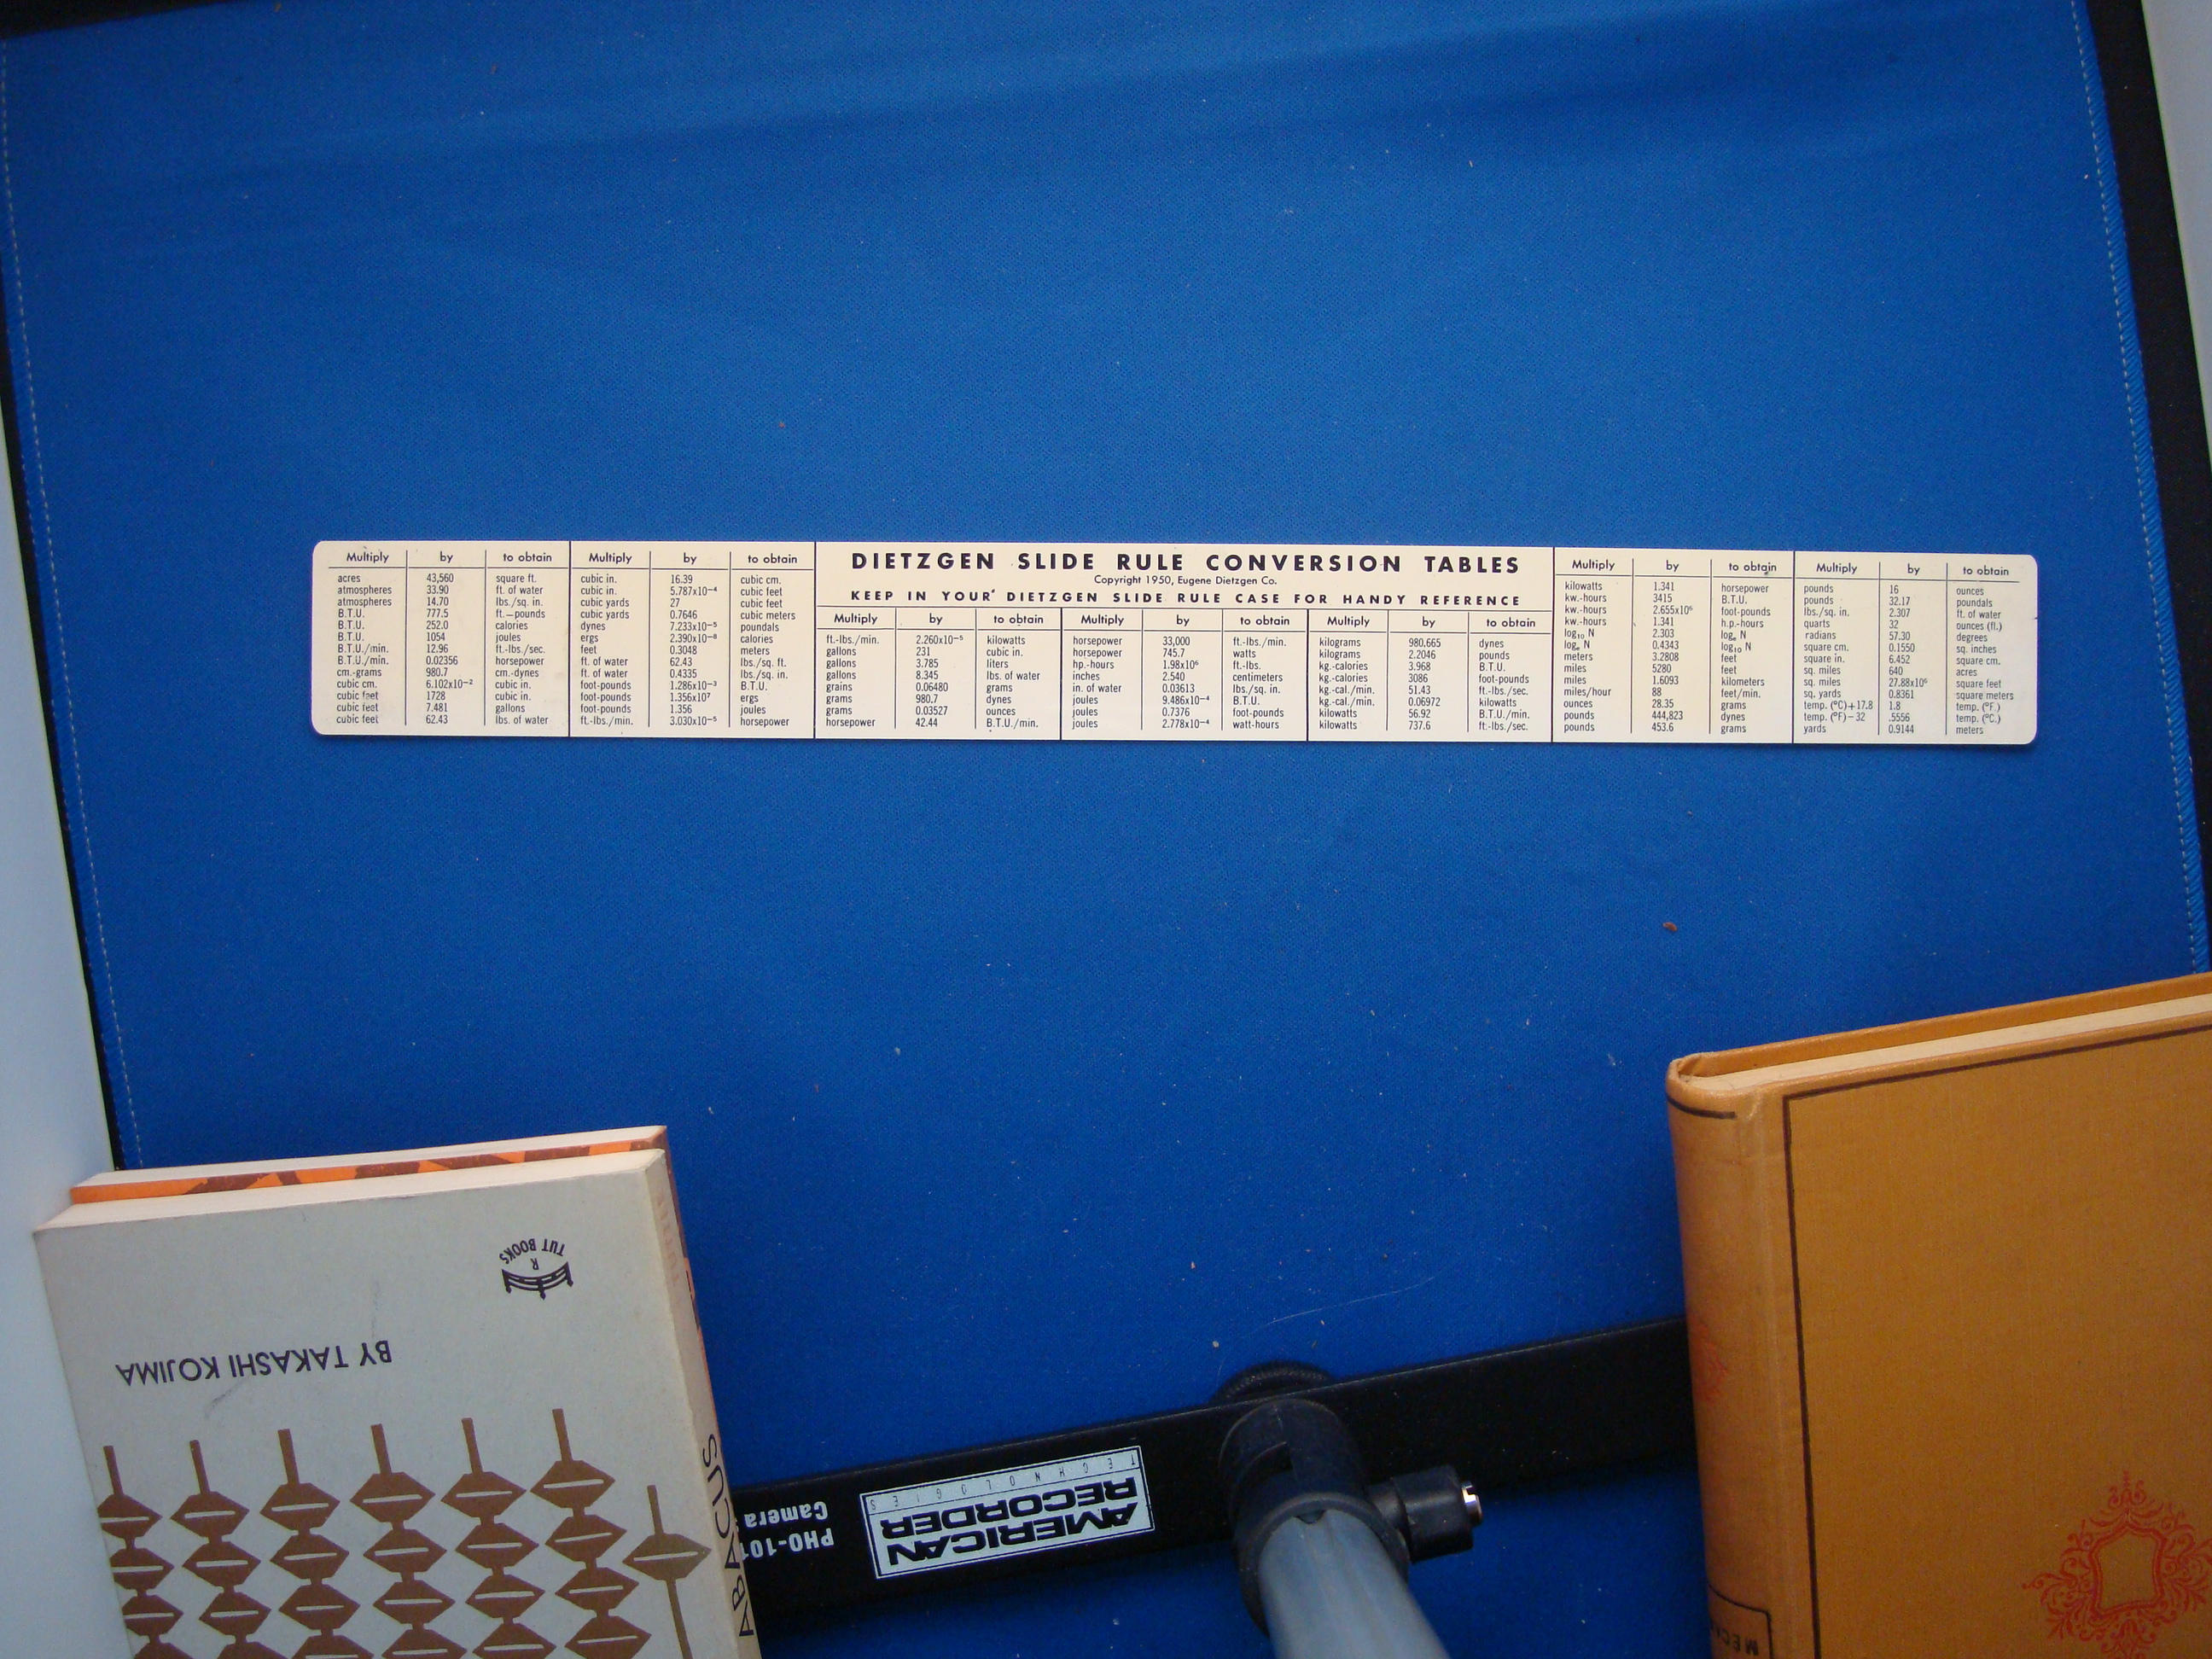 Multiply by to obtain
acres 43,560 square ft.
atmospheres 33.90 ft. of water
atmospheres 14.70 lbs./sq. in.
B.T.U. 777.5 ft.—pounds
B.T.U. 252.0 calories
B.T.U. 1054 joules
B.T.U./min. 12.96 ft.-lbs./sec.
B.T.U./min. 0.02356 horsepower
cm.-grams 980.7 cm.-dynes
cubic cm. 6.102x10⁻² cubic in.
cubic feet 1728 cubic in.
cubic feet 7.481 gallons
cubic feet 62.43 lbs. of water
Multiply by to obtain
cubic in. 16.39 cubic cm.
cubic in. 5.787x10⁻⁴ cubic feet
cubic yards 27 cubic feet
cubic yards 0.7646 cubic meters
dynes 7.233x10⁻⁵ poundals
ergs 2.390x10⁻⁸ calories
feet 0.3048 meters
ft. of water 62.43 lbs./sq. ft.
ft. of water 0.4335 lbs./sq. in.
foot-pounds 1.286x10⁻³ B.T.U.
foot-pounds 1.356x10⁷ ergs
foot-pounds 1.356 joules
ft.-lbs./min. 3.030x10⁻⁵ horsepower
DIETZGEN SLIDE RULE CONVERSION TABLES
Copyright 1950, Eugene Dietzgen Co.
KEEP IN YOUR DIETZGEN SLIDE RULE CASE FOR HANDY REFERENCE
Multiply by to obtain
ft.-lbs./min. 2.260x10⁻⁵ kilowatts
gallons 231 cubic in.
gallons 3.785 liters
gallons 8.345 lbs. of water
grains 0.06480 grams
grams 980.7 dynes
grams 0.03527 ounces
horsepower 42.44 B.T.U./min.
Multiply by to obtain
horsepower 33,000 ft.-lbs./min.
horsepower 745.7 watts
hp.-hours 1.98x10⁶ ft.-lbs.
inches 2.540 centimeters
in. of water 0.03613 lbs./sq. in.
joules 9.486x10⁻⁴ B.T.U.
joules 0.7376 foot-pounds
joules 2.778x10⁻⁴ watt-hours
Multiply by to obtain
kilograms 980,665 dynes
kilograms 2.2046 pounds
kg.-calories 3.968 B.T.U.
kg.-calories 3086 foot-pounds
kg.-cal./min. 51.43 ft.-lbs./sec.
kg.-cal./min. 0.06972 kilowatts
kilowatts 56.92 B.T.U./min.
kilowatts 737.6 ft.-lbs./sec.
Multiply by to obtain
kilowatts 1.341 horsepower
kw.-hours 3415 B.T.U.
kw.-hours 2.655x10⁶ foot-pounds
kw.-hours 1.341 h.p.-hours
log₁₀ N 2.303 logₑ N
logₑ N 0.4343 log₁₀ N
meters 3.2808 feet
miles 5280 feet
miles 1.6093 kilometers
miles/hour 88 feet/min.
ounces 28.35 grams
pounds 444,823 dynes
pounds 453.6 grams
Multiply by to obtain
pounds 16 ounces
pounds 32.17 poundals
lbs./sq. in. 2.307 ft. of water
quarts 32 ounces (fl.)
radians 57.30 degrees
square cm. 0.1550 sq. inches
square in. 6.452 square cm.
sq. miles 640 acres
sq. miles 27.88x10⁶ square feet
sq. yards 0.8361 square meters
temp. (°C)+17.8 1.8 temp. (°F.)
temp. (°F)−32 .5556 temp. (°C.)
yards 0.9144 meters
TUT BOOKS
R
BY TAKASHI KOJIMA
ABACUS
AMERICAN
RECORDER
TECHNOLOGIES
PHO-101
Camera